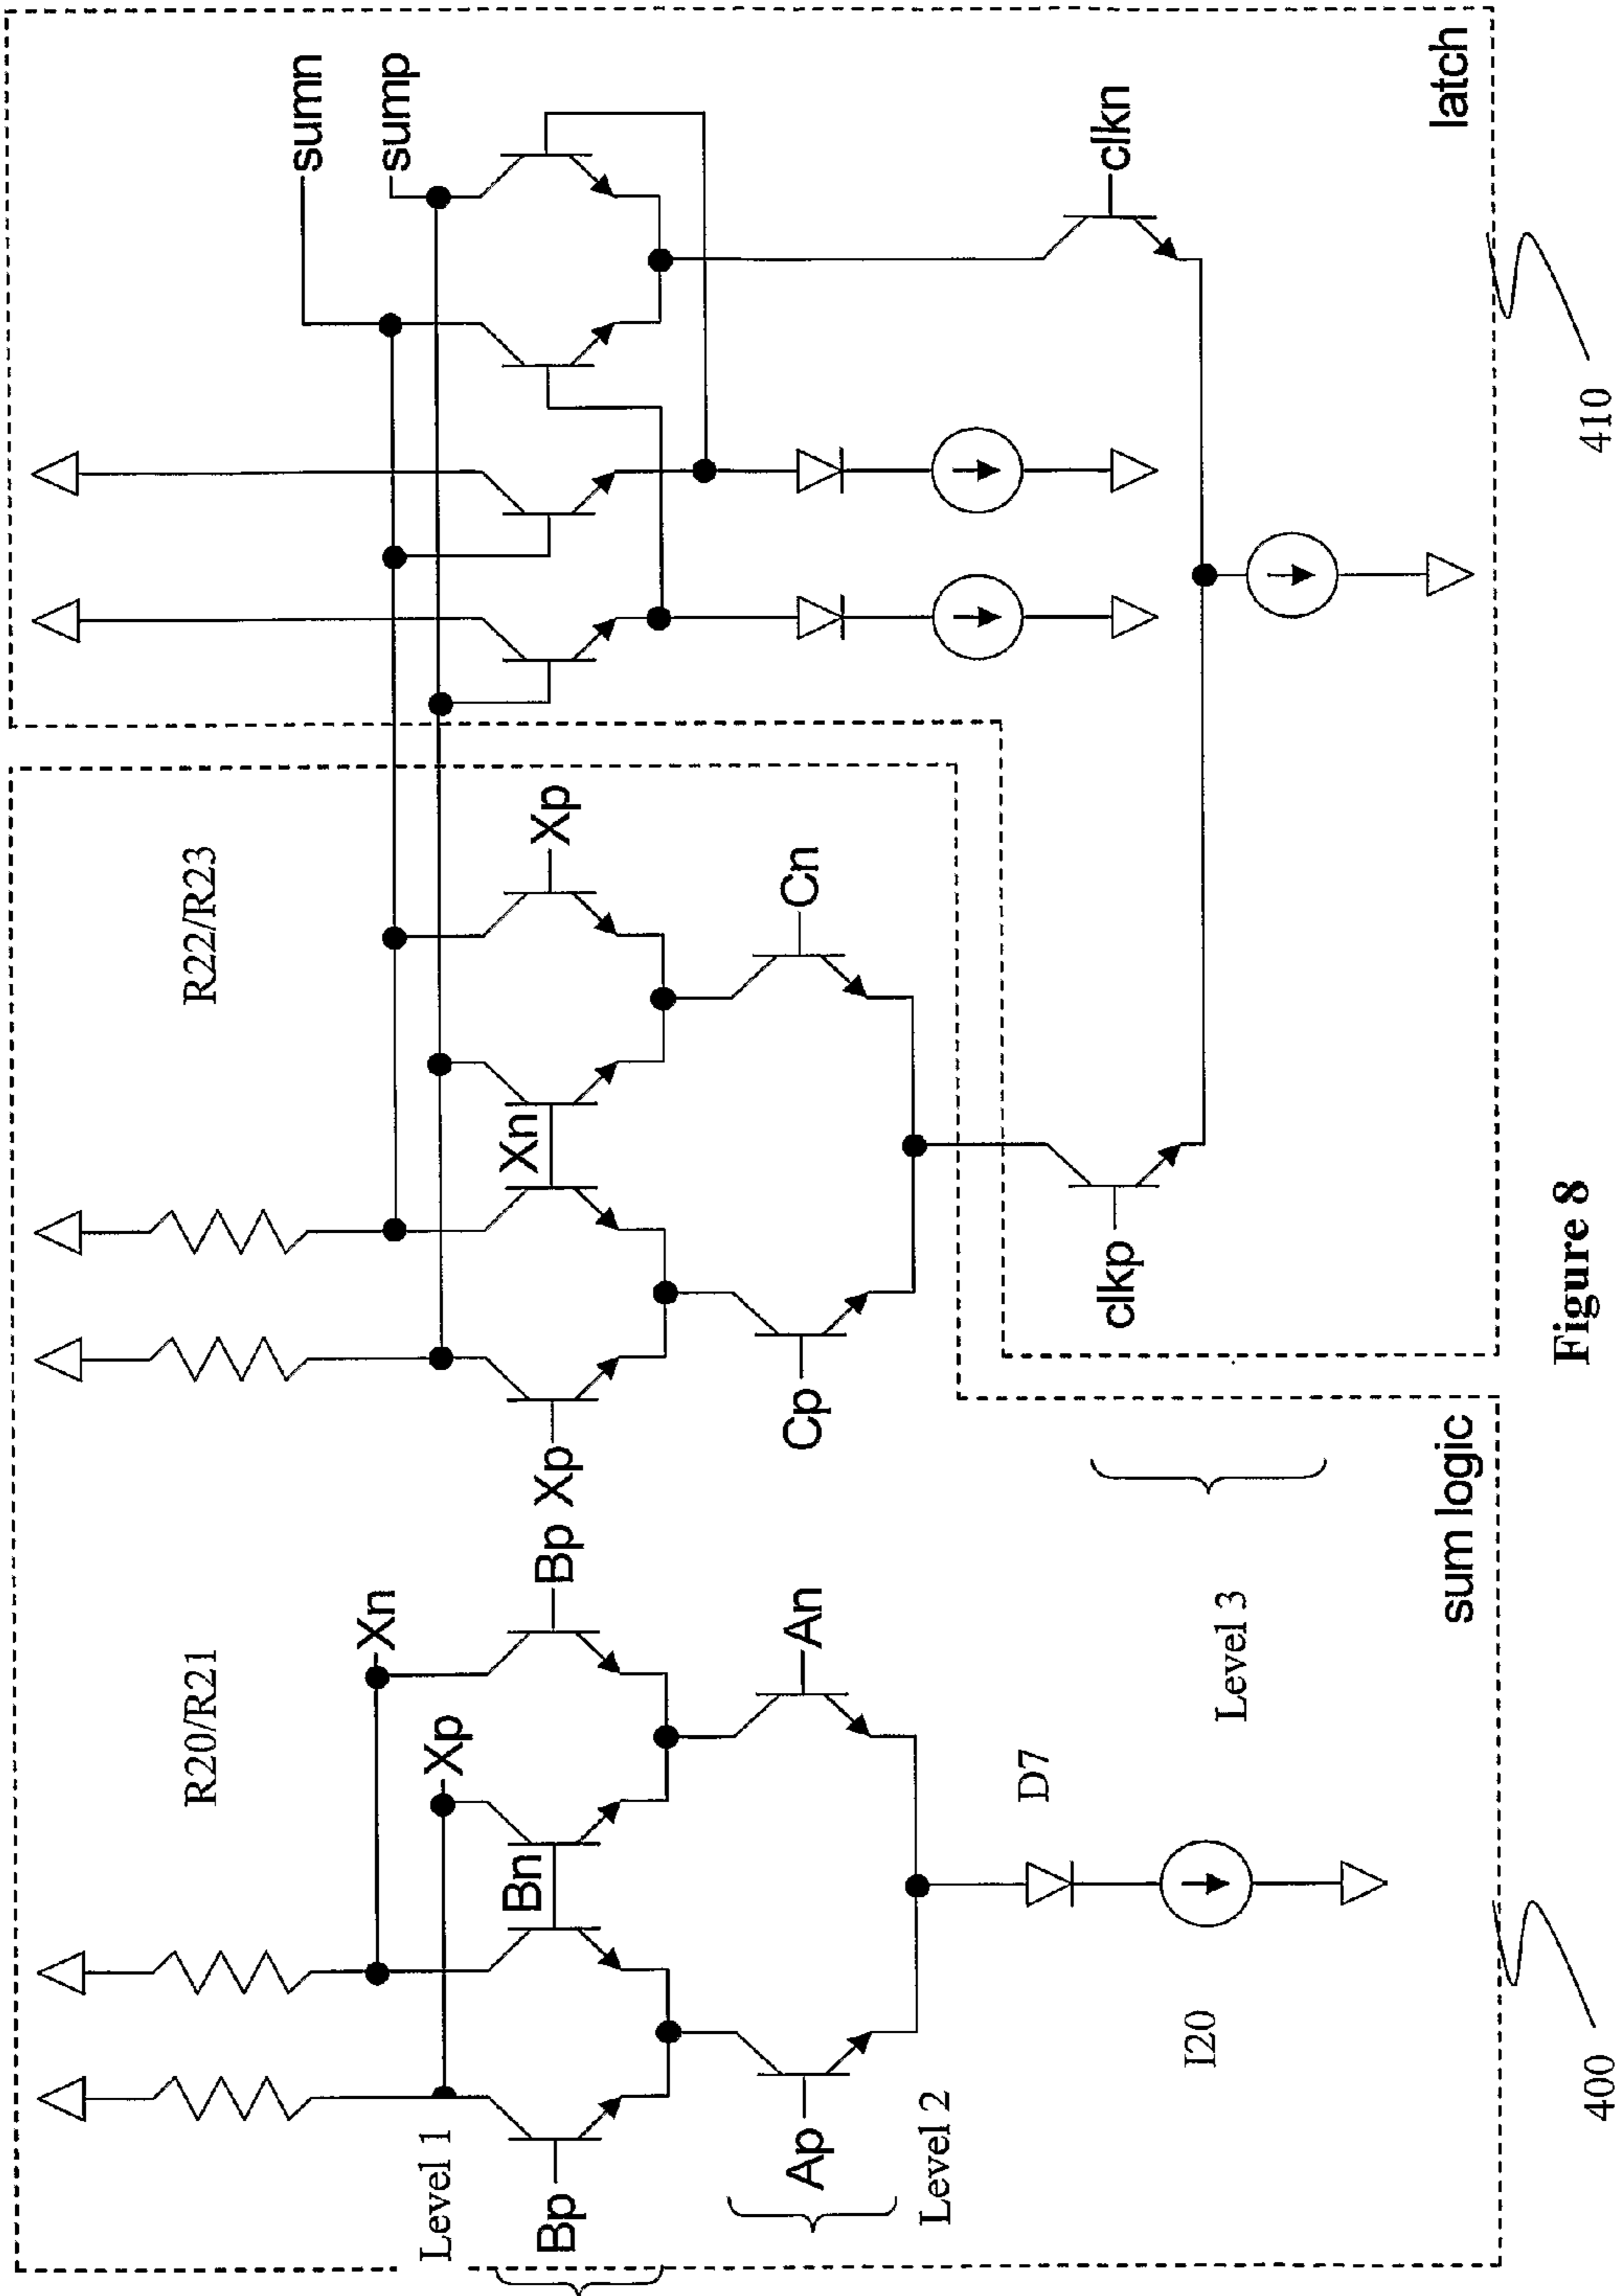 R20/R21
R22/R23
sumn
sump
Xn
Xp
Level 1
Bp
Bn
Bp
Xp
Xn
Xp
Ap
An
Cp
Cn
Level 2
D7
I20
Level 3
clkp
clkn
sum logic
latch
400
410
Figure 8